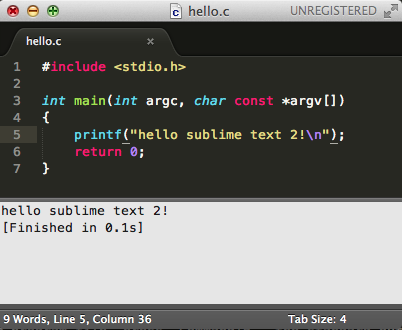 hello.c
UNREGISTERED
hello.c ×
1 #include <stdio.h>
2
3 int main(int argc, char const *argv[])
4 {
5     printf("hello sublime text 2!\n");
6     return 0;
7 }
hello sublime text 2!
[Finished in 0.1s]
9 Words, Line 5, Column 36
Tab Size: 4